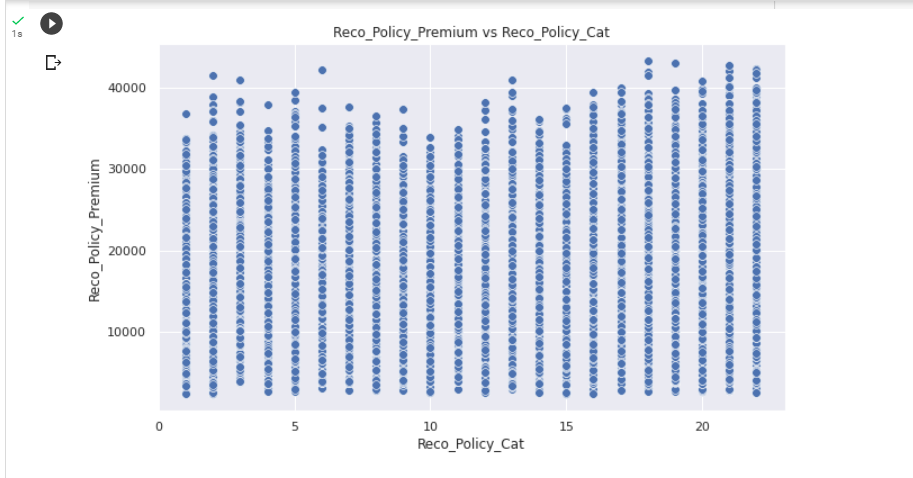 1s
Reco_Policy_Premium vs Reco_Policy_Cat
40000
30000
20000
10000
Reco_Policy_Premium
0 5 10 15 20
Reco_Policy_Cat